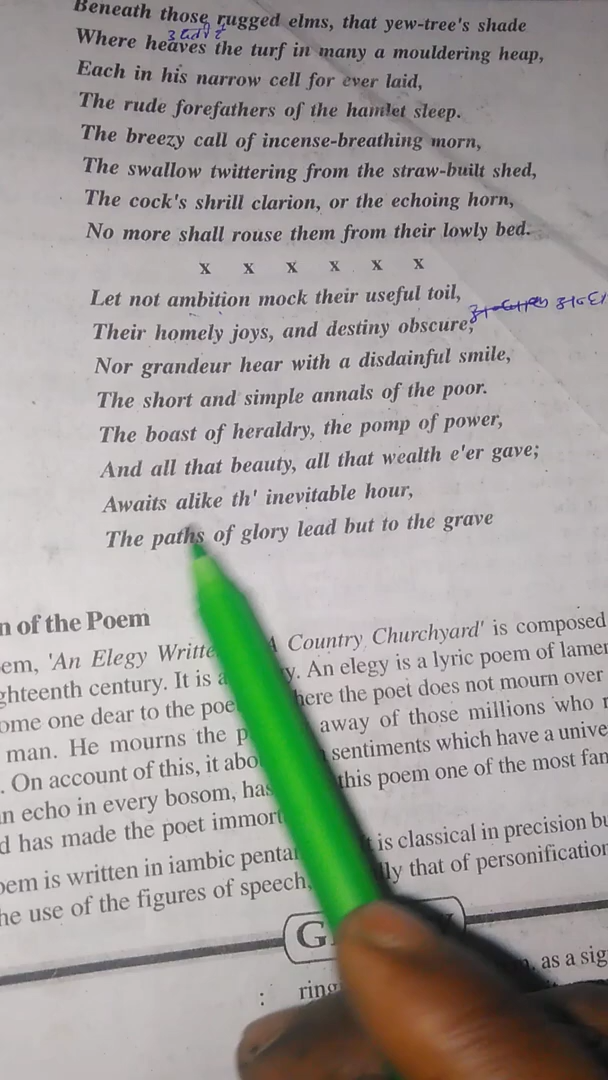 Beneath those rugged elms, that yew-tree's shade
Where heaves the turf in many a mouldering heap,
Each in his narrow cell for ever laid,
The rude forefathers of the hamlet sleep.
The breezy call of incense-breathing morn,
The swallow twittering from the straw-built shed,
The cock's shrill clarion, or the echoing horn,
No more shall rouse them from their lowly bed.
x x x x x x
Let not ambition mock their useful toil,
Their homely joys, and destiny obscure;
Nor grandeur hear with a disdainful smile,
The short and simple annals of the poor.
The boast of heraldry, the pomp of power,
And all that beauty, all that wealth e'er gave;
Awaits alike th' inevitable hour,
The paths of glory lead but to the grave
n of the Poem
em, 'An Elegy Writte A Country Churchyard' is composed
ghteenth century. It is a y. An elegy is a lyric poem of lamen
ome one dear to the poe here the poet does not mourn over
man. He mourns the p away of those millions who
. On account of this, it abo sentiments which have a unive
n echo in every bosom, has this poem one of the most fam
d has made the poet immort
oem is written in iambic penta t is classical in precision bu
he use of the figures of speech, lly that of personification
G
: ring , as a sig